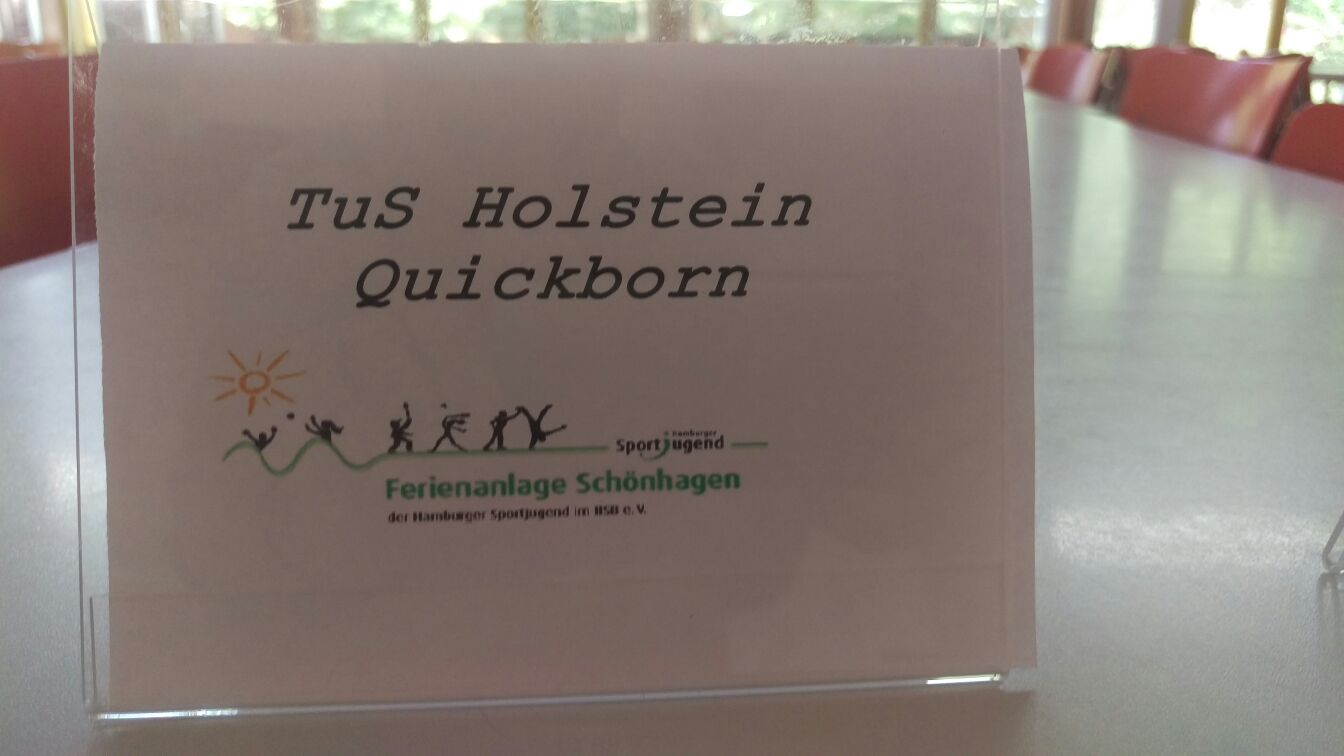 TuS Holstein
Quickborn
Hamburger
Sportjugend
Ferienanlage Schönhagen
der Hamburger Sportjugend im HSB e.V.